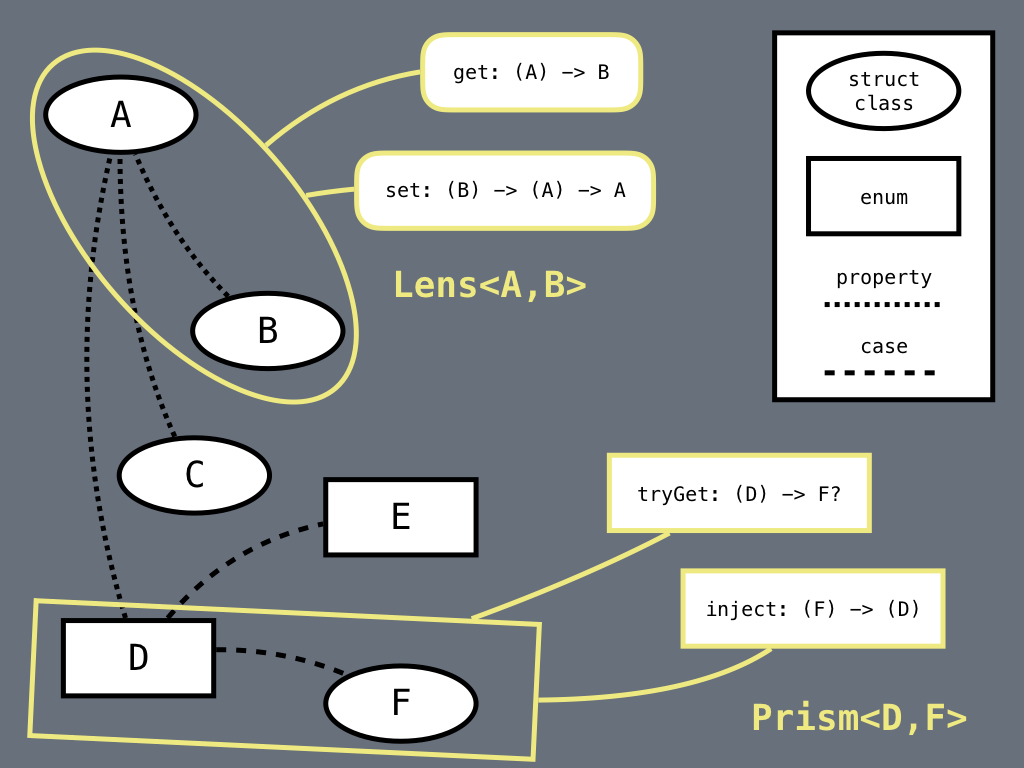 A
get: (A) –> B
set: (B) –> (A) –> A
Lens<A,B>
B
C
struct
class
enum
property
case
E
tryGet: (D) –> F?
inject: (F) –> (D)
D
F
Prism<D,F>